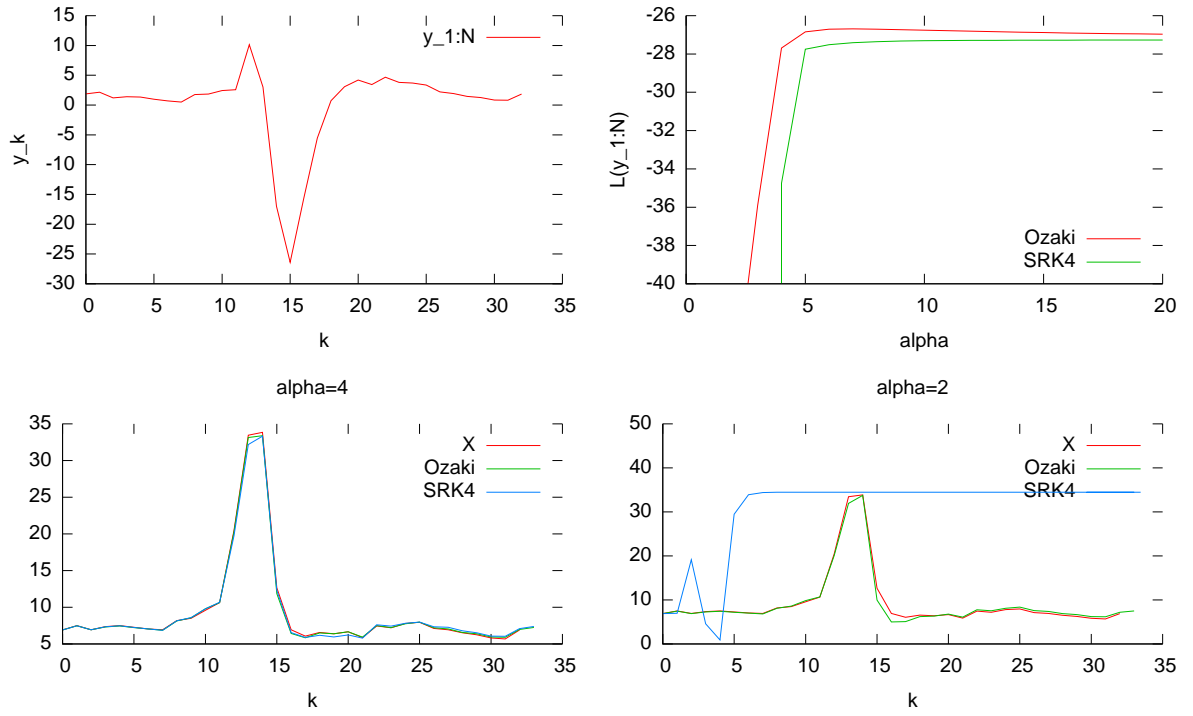 15
10
5
0
-5
-10
-15
-20
-25
-30
y_k
y_1:N
0 5 10 15 20 25 30 35
k
-26
-28
-30
-32
-34
-36
-38
-40
L(y_1:N)
Ozaki
SRK4
0 5 10 15 20
alpha
alpha=4
35
30
25
20
15
10
5
X
Ozaki
SRK4
0 5 10 15 20 25 30 35
k
alpha=2
50
40
30
20
10
0
X
Ozaki
SRK4
0 5 10 15 20 25 30 35
k